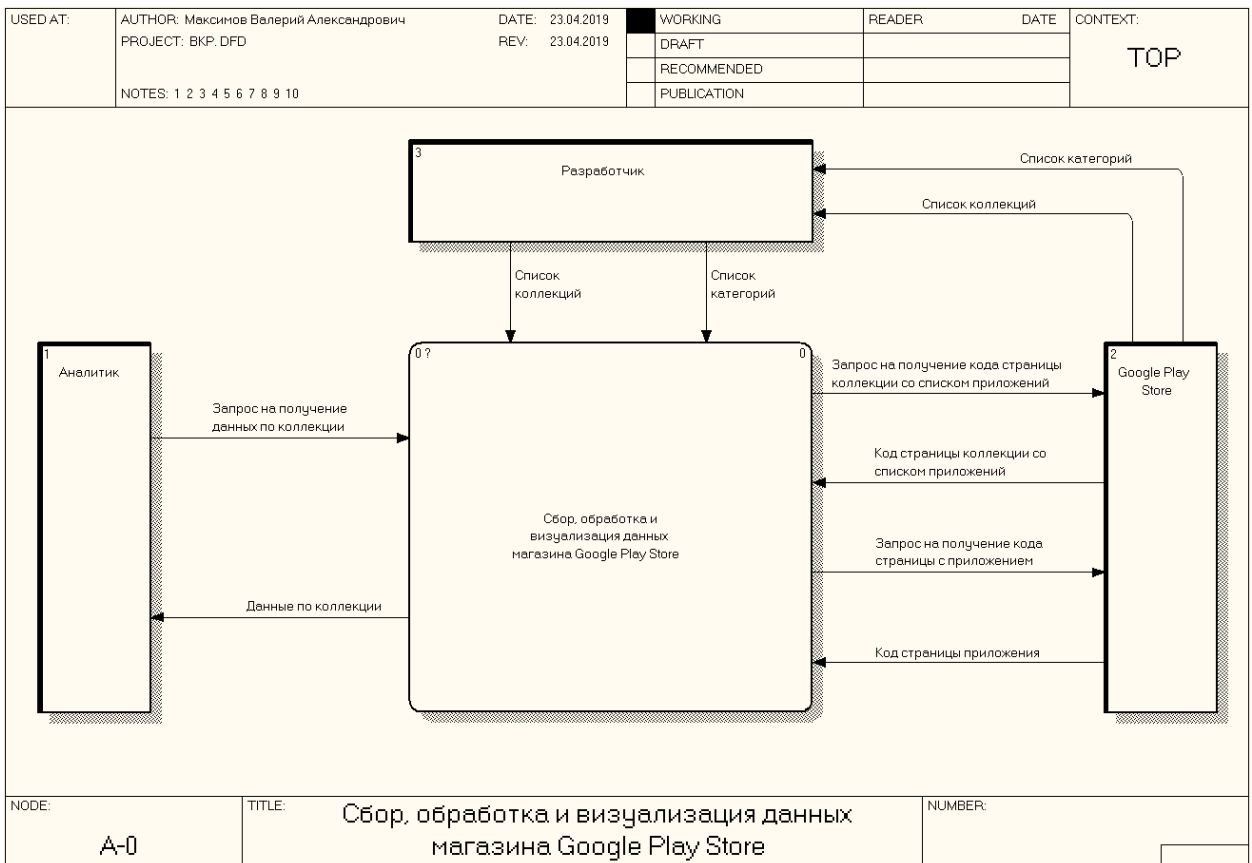 USED AT:
AUTHOR: Максимов Валерий Александрович
DATE: 23.04.2019
PROJECT: ВКР. DFD
REV: 23.04.2019
NOTES: 1 2 3 4 5 6 7 8 9 10
WORKING
DRAFT
RECOMMENDED
PUBLICATION
READER
DATE
CONTEXT:
TOP
3
Разработчик
Список категорий
Список коллекций
Список
коллекций
Список
категорий
1
Аналитик
0 ?
0
2
Google Play
Store
Запрос на получение кода страницы
коллекции со списком приложений
Запрос на получение
данных по коллекции
Код страницы коллекции со
списком приложений
Сбор, обработка и
визуализация данных
магазина Google Play Store
Запрос на получение кода
страницы с приложением
Данные по коллекции
Код страницы приложения
NODE:
A-0
TITLE:
Сбор, обработка и визуализация данных
магазина Google Play Store
NUMBER: